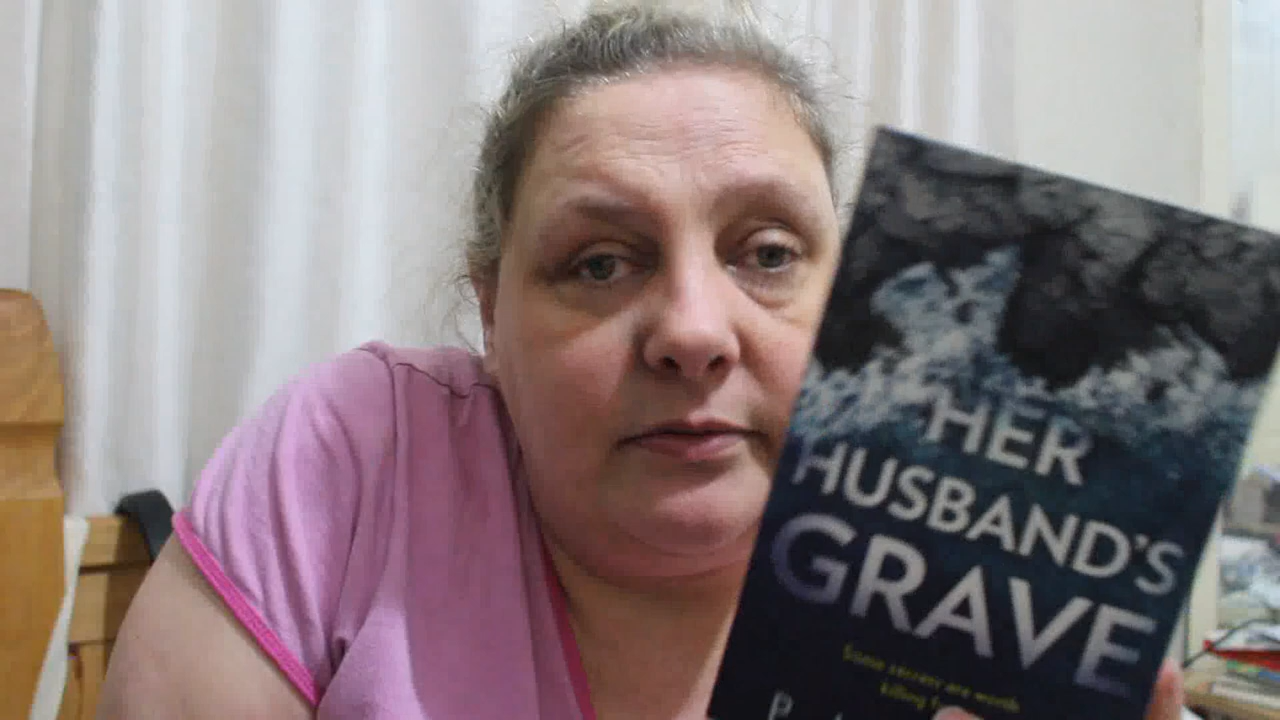 HER
HUSBAND'S
GRAVE
Some secrets are worth
killing
P